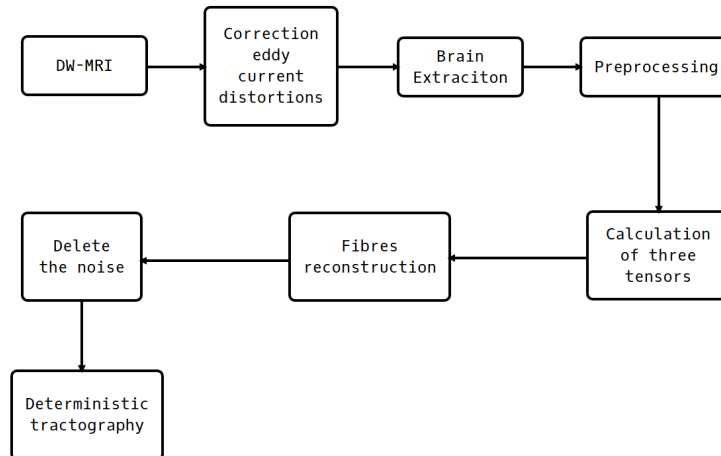 DW-MRI
Correction
eddy
current
distortions
Brain
Extraciton
Preprocessing
Calculation
of three
tensors
Fibres
reconstruction
Delete
the noise
Deterministic
tractography